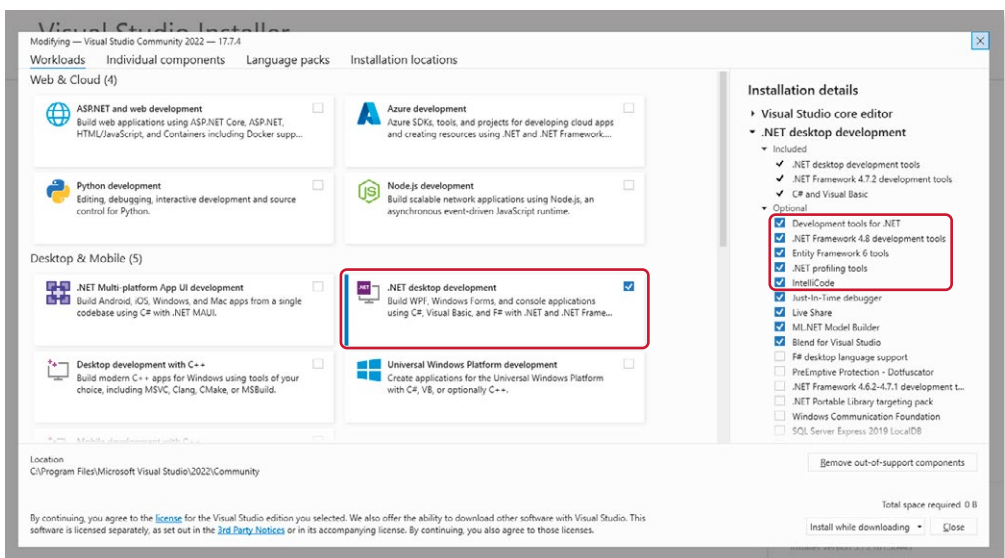 Visual Studio Installer
Modifying — Visual Studio Community 2022 — 17.7.4
Workloads Individual components Language packs Installation locations
Web & Cloud (4)
ASP.NET and web development
Build web applications using ASP.NET Core, ASP.NET,
HTML/JavaScript, and Containers including Docker supp...
Azure development
Azure SDKs, tools, and projects for developing cloud apps
and creating resources using .NET and .NET Framework....
Python development
Editing, debugging, interactive development and source
control for Python.
Node.js development
Build scalable network applications using Node.js, an
asynchronous event-driven JavaScript runtime.
Desktop & Mobile (5)
.NET Multi-platform App UI development
Build Android, iOS, Windows, and Mac apps from a single
codebase using C# with .NET MAUI.
.NET desktop development
Build WPF, Windows Forms, and console applications
using C#, Visual Basic, and F# with .NET and .NET Frame...
Desktop development with C++
Build modern C++ apps for Windows using tools of your
choice, including MSVC, Clang, CMake, or MSBuild.
Universal Windows Platform development
Create applications for the Universal Windows Platform
with C#, VB, or optionally C++.
Mobile development with C++
Installation details
Visual Studio core editor
.NET desktop development
Included
.NET desktop development tools
.NET Framework 4.7.2 development tools
C# and Visual Basic
Optional
Development tools for .NET
.NET Framework 4.8 development tools
Entity Framework 6 tools
.NET profiling tools
IntelliCode
Just-In-Time debugger
Live Share
ML.NET Model Builder
Blend for Visual Studio
F# desktop language support
PreEmptive Protection - Dotfuscator
.NET Framework 4.6.2-4.7.1 development t...
.NET Portable Library targeting pack
Windows Communication Foundation
SQL Server Express 2019 LocalDB
Location
C:\Program Files\Microsoft Visual Studio\2022\Community
Remove out-of-support components
Total space required 0 B
By continuing, you agree to the license for the Visual Studio edition you selected. We also offer the ability to download other software with Visual Studio. This
software is licensed separately, as set out in the 3rd Party Notices or in its accompanying license. By continuing, you also agree to those licenses.
Install while downloading Close